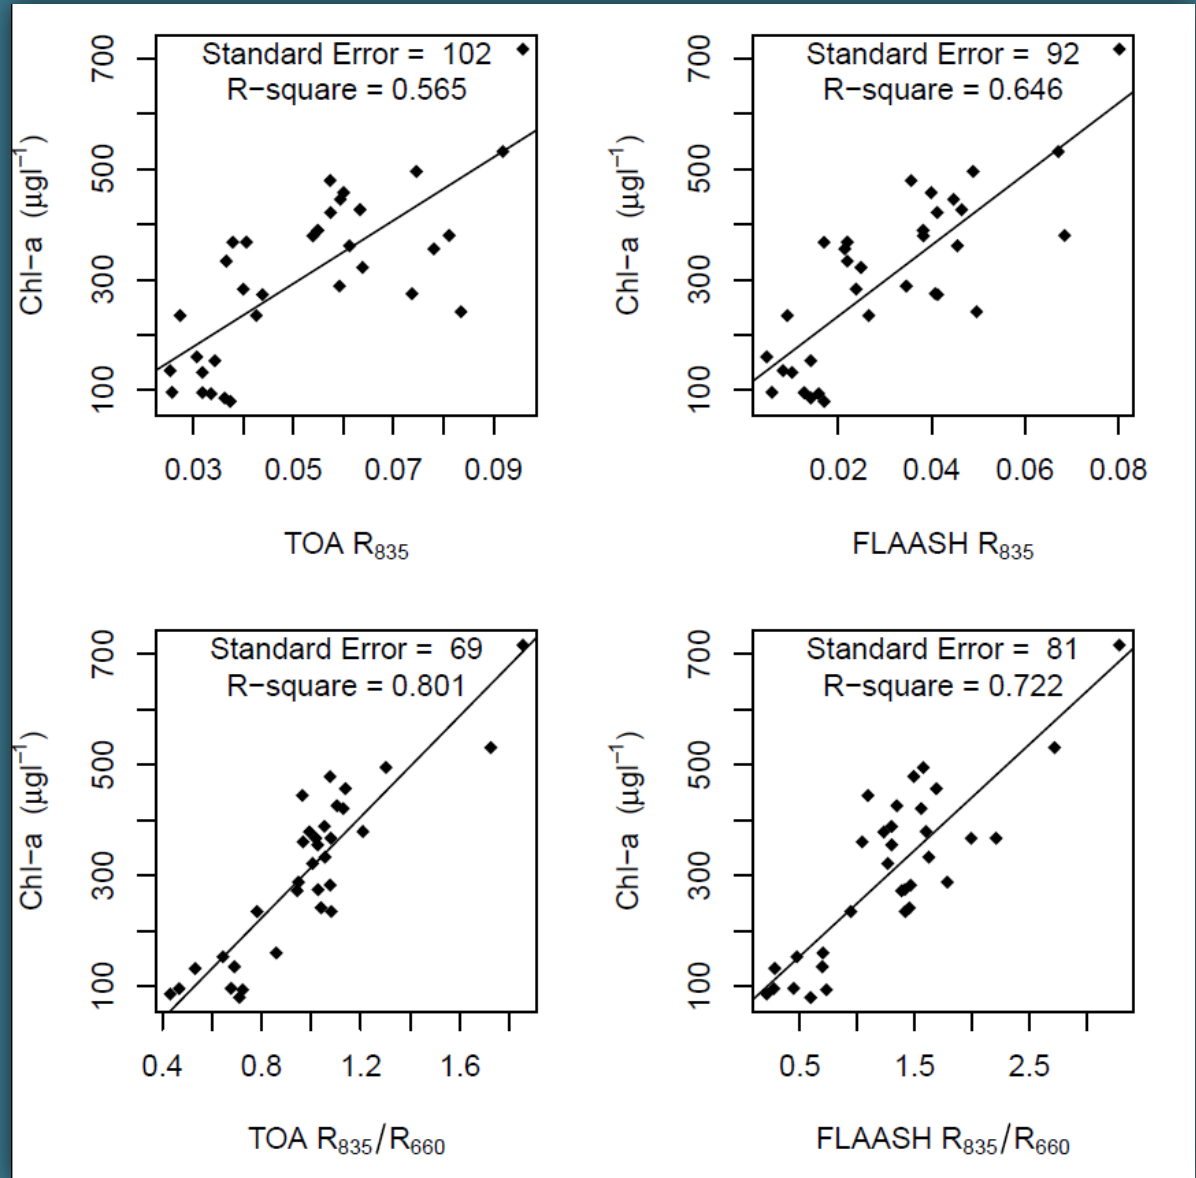 Standard Error = 102
R−square = 0.565
Chl−a (µgl⁻¹)
700
500
300
100
0.03 0.05 0.07 0.09
TOA R₈₃₅
Standard Error = 92
R−square = 0.646
Chl−a (µgl⁻¹)
700
500
300
100
0.02 0.04 0.06 0.08
FLAASH R₈₃₅
Standard Error = 69
R−square = 0.801
Chl−a (µgl⁻¹)
700
500
300
100
0.4 0.8 1.2 1.6
TOA R₈₃₅/R₆₆₀
Standard Error = 81
R−square = 0.722
Chl−a (µgl⁻¹)
700
500
300
100
0.5 1.5 2.5
FLAASH R₈₃₅/R₆₆₀